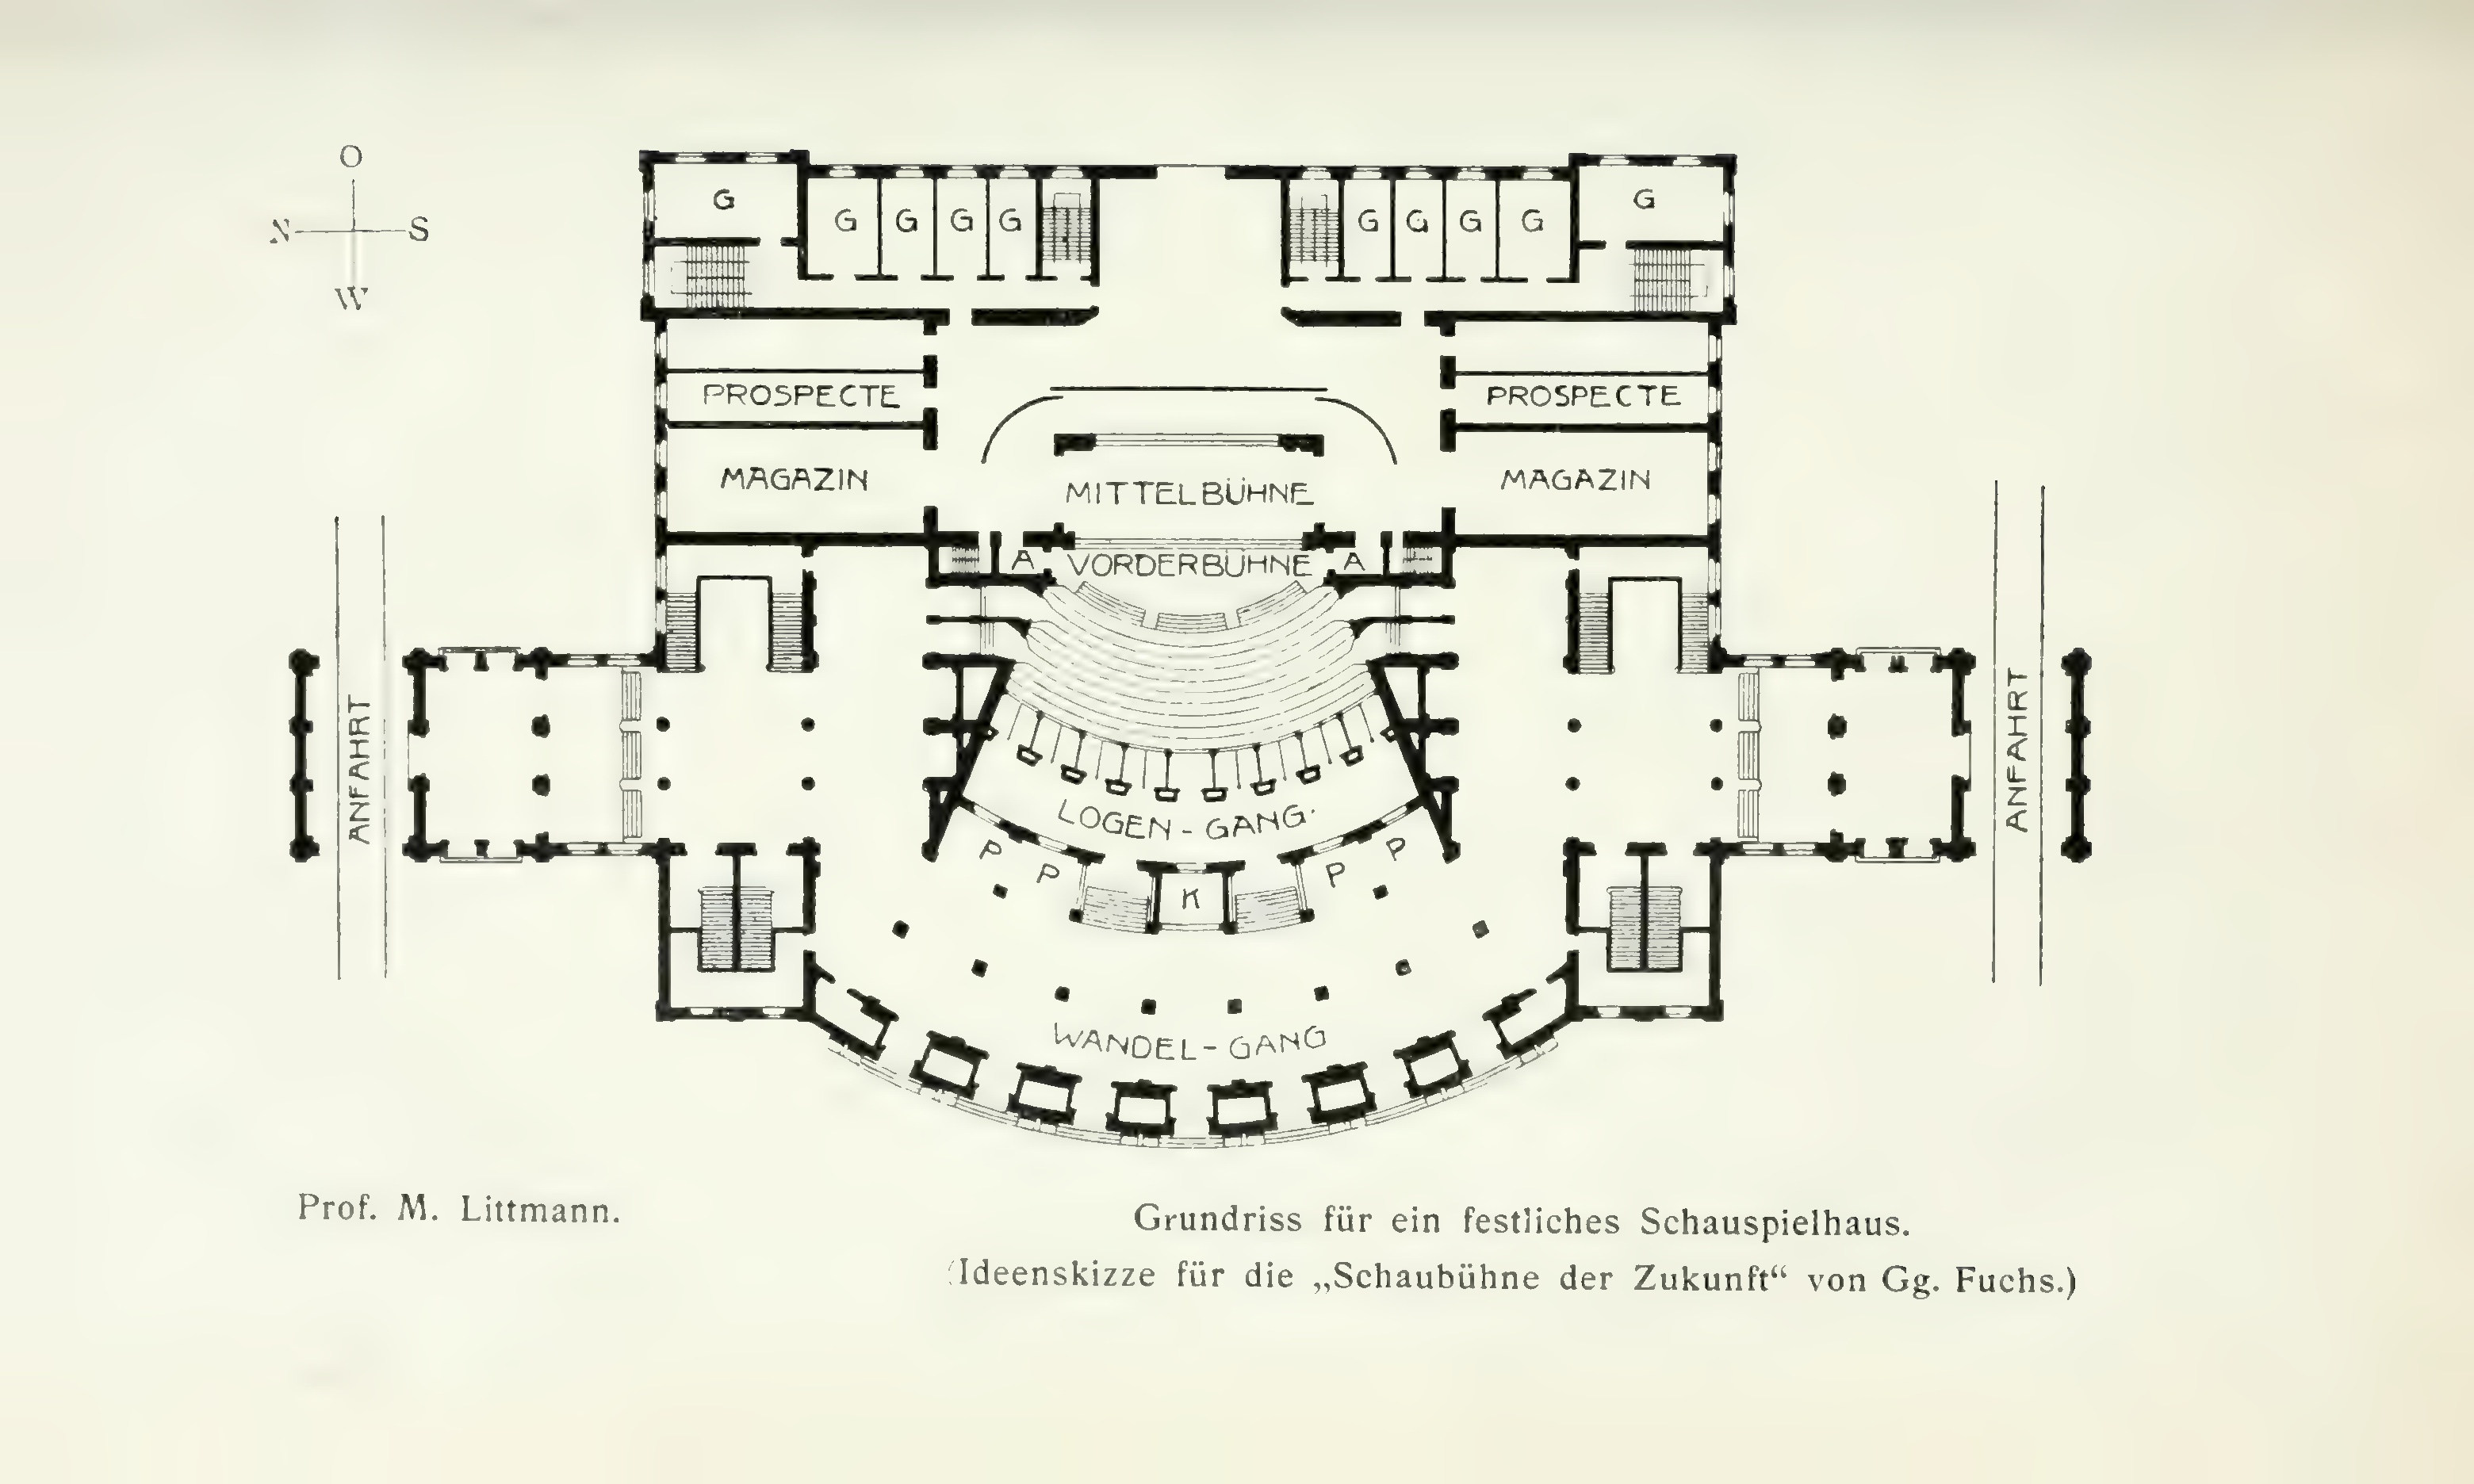 O
N S
W
G G
G G G G G G G G
PROSPECTE PROSPECTE
MAGAZIN MITTELBÜHNE MAGAZIN
A VORDERBÜHNE A
ANFAHRT ANFAHRT
LOGEN-GANG.
P P
P P
K
WANDEL-GANG
Prof. M. Littmann.
Grundriss für ein festliches Schauspielhaus.
(Ideenskizze für die „Schaubühne der Zukunft“ von Gg. Fuchs.)